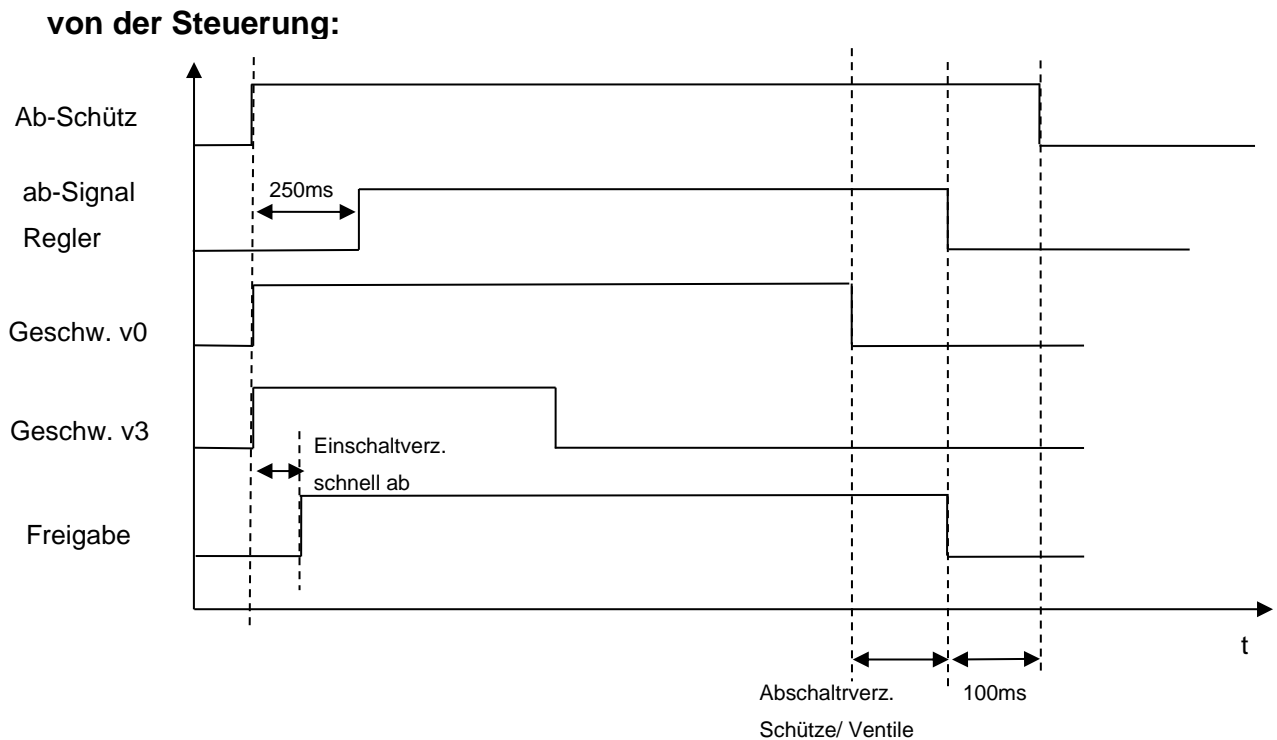 von der Steuerung:
Ab-Schütz
ab-Signal
Regler
250ms
Geschw. v0
Geschw. v3
Einschaltverz.
schnell ab
Freigabe
t
Abschaltrverz.
Schütze/ Ventile
100ms